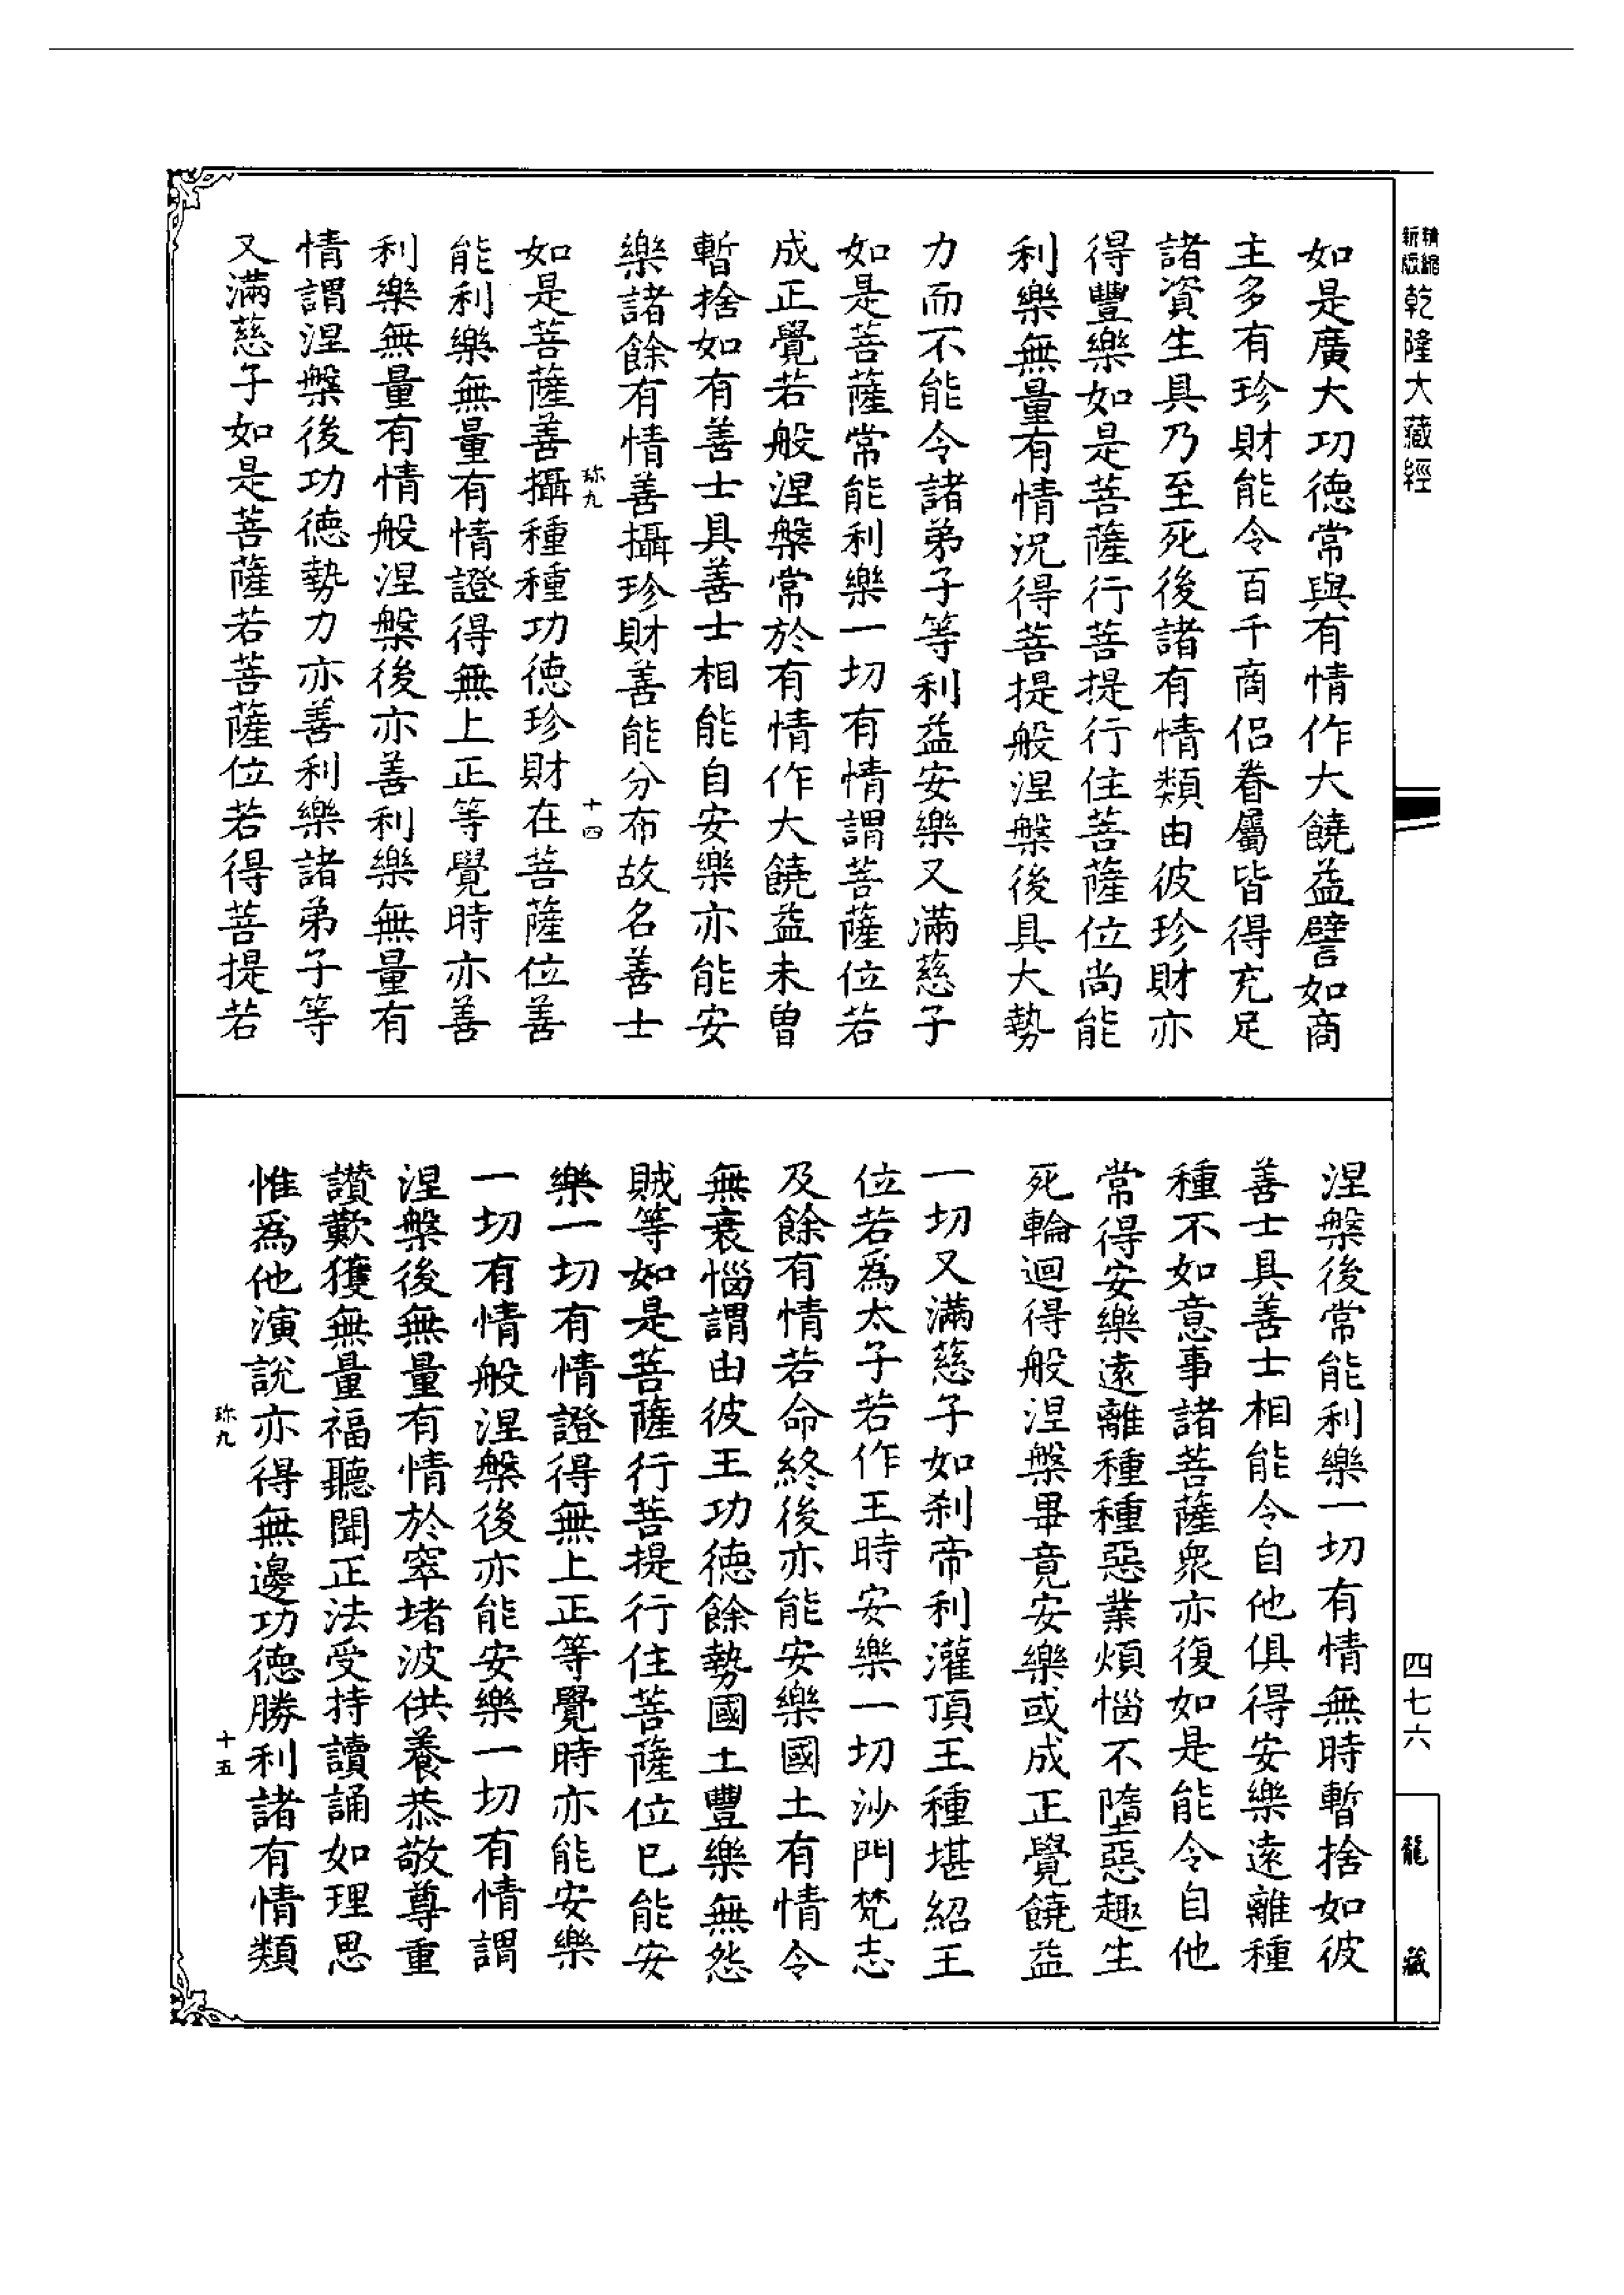 精縮
新版
乾隆大藏經
如是廣大功德常與有情作大饒益譬如商
主多有珍財能令百千商侶眷屬皆得充足
諸資生具乃至死後諸有情類由彼珍財亦
得豐樂如是菩薩行菩提行住菩薩位尚能
利樂無量有情況得菩提般涅槃後具大勢
力而不能令諸弟子等利益安樂又滿慈子
如是菩薩常能利樂一切有情謂菩薩位若
成正覺若般涅槃常於有情作大饒益未曾
暫捨如有善士具善士相能自安樂亦能安
樂諸餘有情善攝珍財善能分布故名善士
珎九
十四
如是菩薩善攝種種功德珍財在菩薩位善
能利樂無量有情證得無上正等覺時亦善
利樂無量有情般涅槃後亦善利樂無量有
情謂涅槃後功德勢力亦善利樂諸弟子等
又滿慈子如是菩薩若菩薩位若得菩提若
涅槃後常能利樂一切有情無時暫捨如彼
善士具善士相能令自他俱得安樂遠離種
種不如意事諸菩薩衆亦復如是能令自他
常得安樂遠離種種惡業煩惱不墮惡趣生
死輪迴得般涅槃畢竟安樂或成正覺饒益
一切又滿慈子如刹帝利灌頂王種堪紹王
位若爲太子若作王時安樂一切沙門梵志
及餘有情若命終後亦能安樂國土有情令
無衰惱謂由彼王功德餘勢國土豐樂無怨
賊等如是菩薩行菩提行住菩薩位已能安
樂一切有情證得無上正等覺時亦能安樂
一切有情般涅槃後亦能安樂一切有情謂
涅槃後無量有情於窣堵波供養恭敬尊重
讚歎獲無量福聽聞正法受持讀誦如理思
惟爲他演說亦得無邊功德勝利諸有情類
珎九
十五
四七六
龍藏